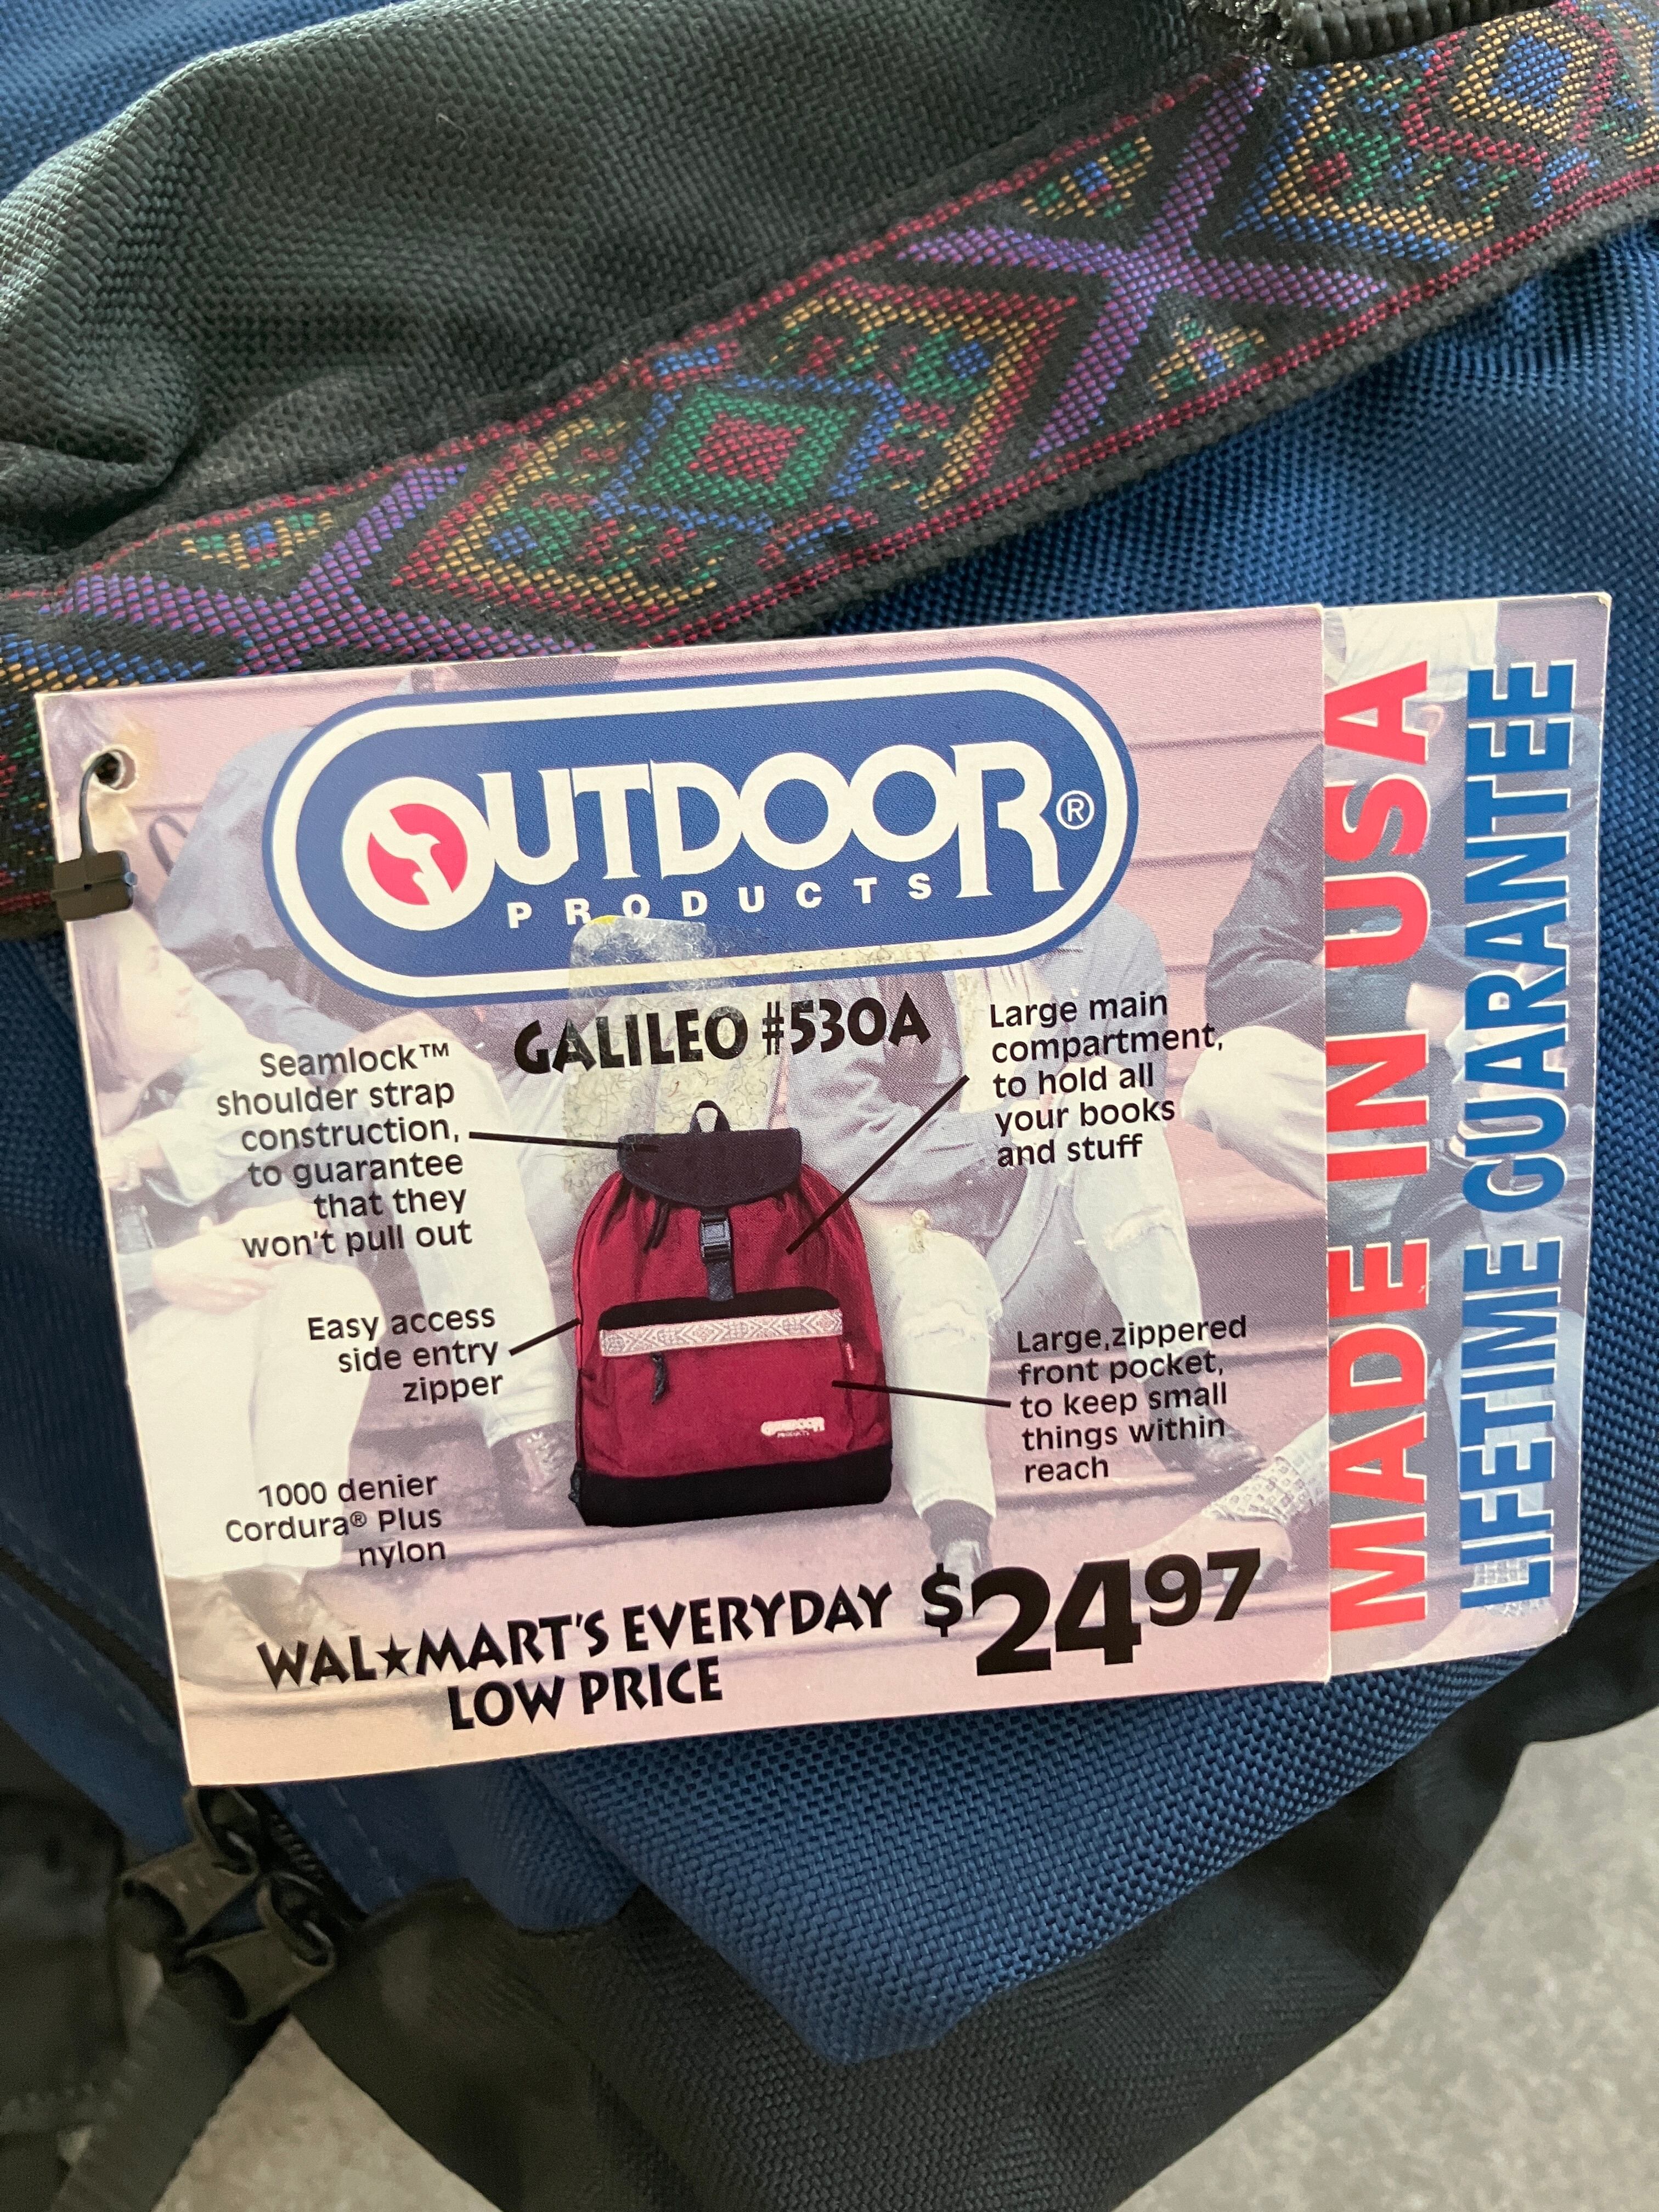 OUTDOOR®
PRODUCTS
GALILEO #530A
Seamlock™
shoulder strap
construction,
to guarantee
that they
won't pull out
Large main
compartment,
to hold all
your books
and stuff
Easy access
side entry
zipper
Large,zippered
front pocket,
to keep small
things within
reach
OUTDOOR
PRODUCTS
1000 denier
Cordura® Plus
nylon
WAL★MART'S EVERYDAY
LOW PRICE
$2497
MADE IN USA
LIFETIME GUARANTEE